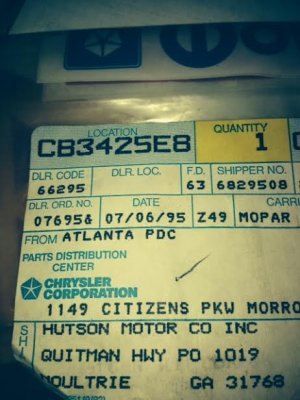 LOCATION QUANTITY
CB3425E8 1
DLR. CODE DLR. LOC. F.D. SHIPPER NO.
66295 63 6829508
DLR. ORD. NO. DATE CARRI
07695& 07/06/95 Z49 MOPAR
FROM ATLANTA PDC
PARTS DISTRIBUTION
CENTER
CHRYSLER
CORPORATION
1149 CITIZENS PKW MORRO
SHI HUTSON MOTOR CO INC
QUITMAN HWY PO 1019
MOULTRIE GA 31768